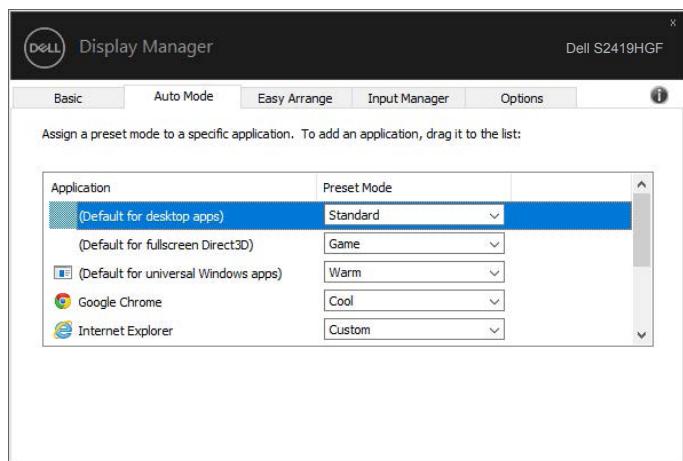 x
DELL Display Manager Dell S2419HGF
Basic Auto Mode Easy Arrange Input Manager Options i
Assign a preset mode to a specific application. To add an application, drag it to the list:
Application Preset Mode
(Default for desktop apps) Standard
(Default for fullscreen Direct3D) Game
(Default for universal Windows apps) Warm
Google Chrome Cool
Internet Explorer Custom